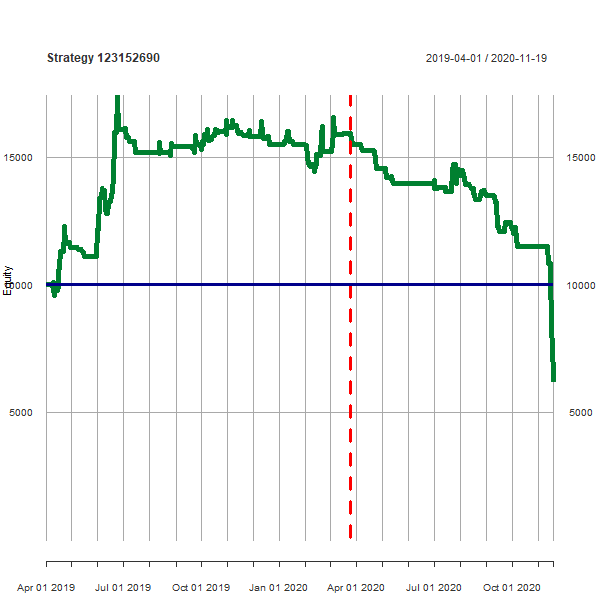 Strategy 123152690
2019-04-01 / 2020-11-19
15000
15000
Equity
10000
10000
5000
5000
Apr 01 2019
Jul 01 2019
Oct 01 2019
Jan 01 2020
Apr 01 2020
Jul 01 2020
Oct 01 2020